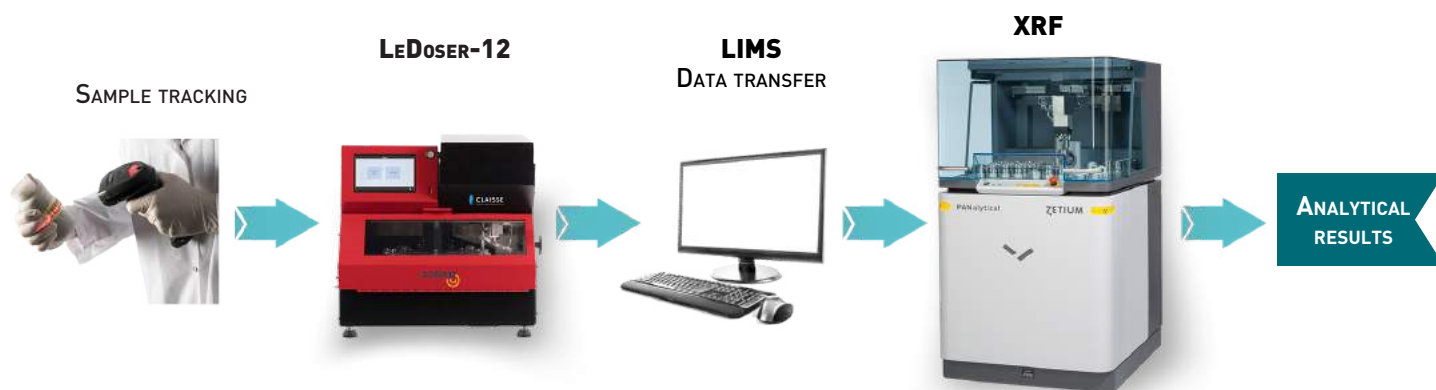 SAMPLE TRACKING
LEDOSER-12
CLAISSE
LIMS
DATA TRANSFER
XRF
PANalytical
ZETIUM
ANALYTICAL
RESULTS